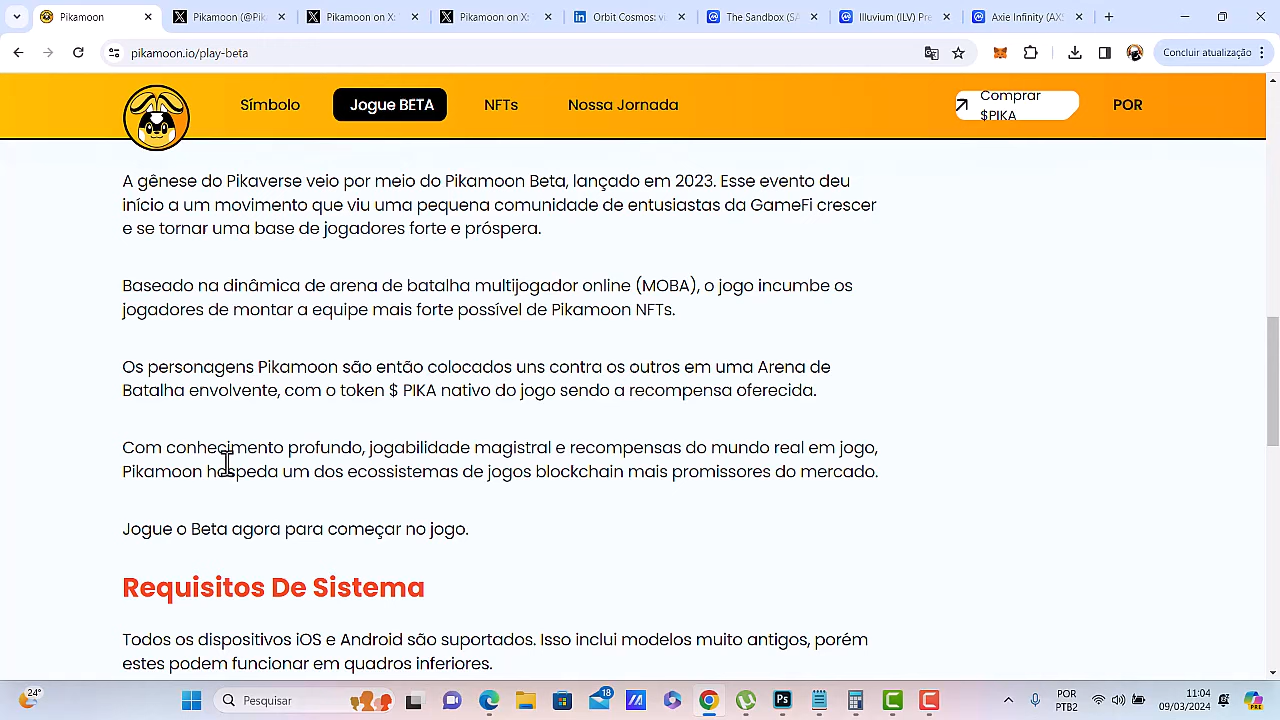 Pikamoon
Pikamoon (@Pik
Pikamoon on X:
Pikamoon on X:
Orbit Cosmos: v
The Sandbox (SA
Illuvium (ILV) Pre
Axie Infinity (AX
pikamoon.io/play-beta
Concluir atualização
Símbolo
Jogue BETA
NFTs
Nossa Jornada
Comprar
$PIKA
POR
A gênese do Pikaverse veio por meio do Pikamoon Beta, lançado em 2023. Esse evento deu
início a um movimento que viu uma pequena comunidade de entusiastas da GameFi crescer
e se tornar uma base de jogadores forte e próspera.
Baseado na dinâmica de arena de batalha multijogador online (MOBA), o jogo incumbe os
jogadores de montar a equipe mais forte possível de Pikamoon NFTs.
Os personagens Pikamoon são então colocados uns contra os outros em uma Arena de
Batalha envolvente, com o token $ PIKA nativo do jogo sendo a recompensa oferecida.
Com conhecimento profundo, jogabilidade magistral e recompensas do mundo real em jogo,
Pikamoon hospeda um dos ecossistemas de jogos blockchain mais promissores do mercado.
Jogue o Beta agora para começar no jogo.
Requisitos De Sistema
Todos os dispositivos iOS e Android são suportados. Isso inclui modelos muito antigos, porém
estes podem funcionar em quadros inferiores.
24°
Pesquisar
18
Ps
POR
PTB2
11:04
09/03/2024
PRE